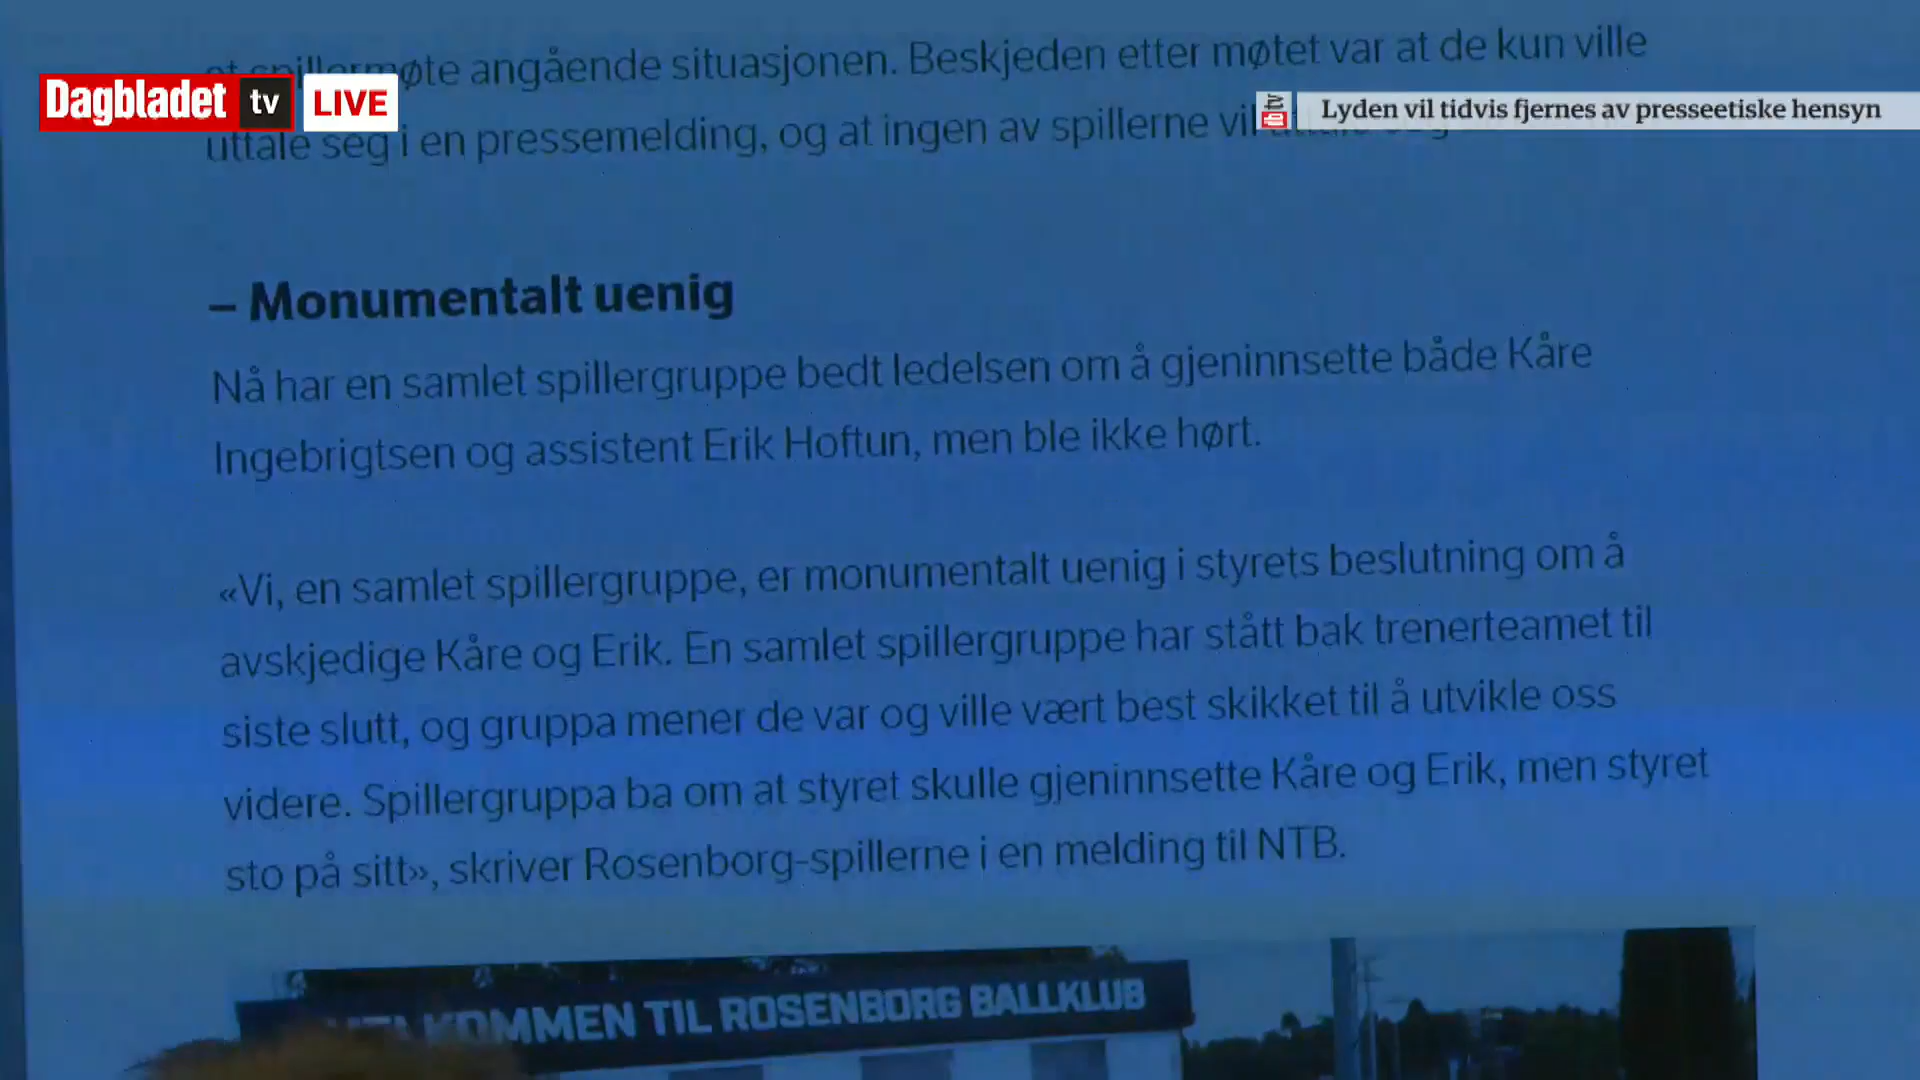 spillermøte angående situasjonen. Beskjeden etter møtet var at de kun ville
Dagbladet tv LIVE
db tv Lyden vil tidvis fjernes av presseetiske hensyn
uttale seg i en pressemelding, og at ingen av spillerne vil
– Monumentalt uenig
Nå har en samlet spillergruppe bedt ledelsen om å gjeninnsette både Kåre
Ingebrigtsen og assistent Erik Hoftun, men ble ikke hørt.
«Vi, en samlet spillergruppe, er monumentalt uenig i styrets beslutning om å
avskjedige Kåre og Erik. En samlet spillergruppe har stått bak trenerteamet til
siste slutt, og gruppa mener de var og ville vært best skikket til å utvikle oss
videre. Spillergruppa ba om at styret skulle gjeninnsette Kåre og Erik, men styret
sto på sitt», skriver Rosenborg-spillerne i en melding til NTB.
VELKOMMEN TIL ROSENBORG BALLKLUB